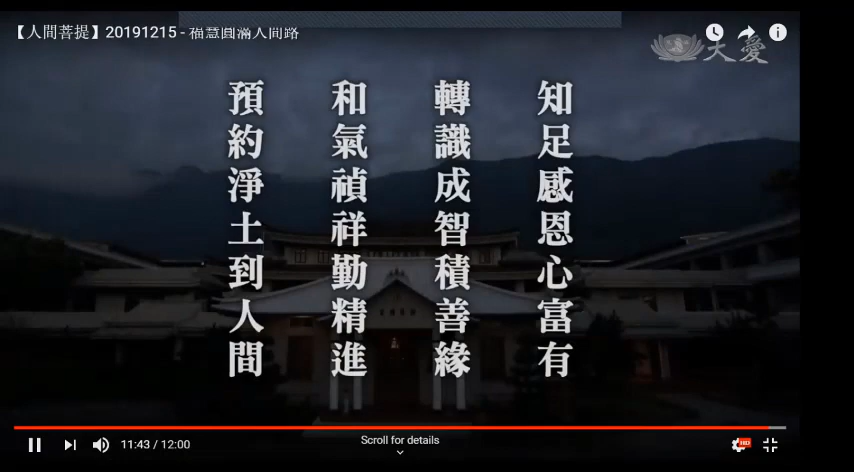 【人間菩提】20191215 - 福慧圓滿人間路
大愛
知足感恩心富有
轉識成智積善緣
和氣禎祥勤精進
預約淨土到人間
11:43 / 12:00
Scroll for details
HD